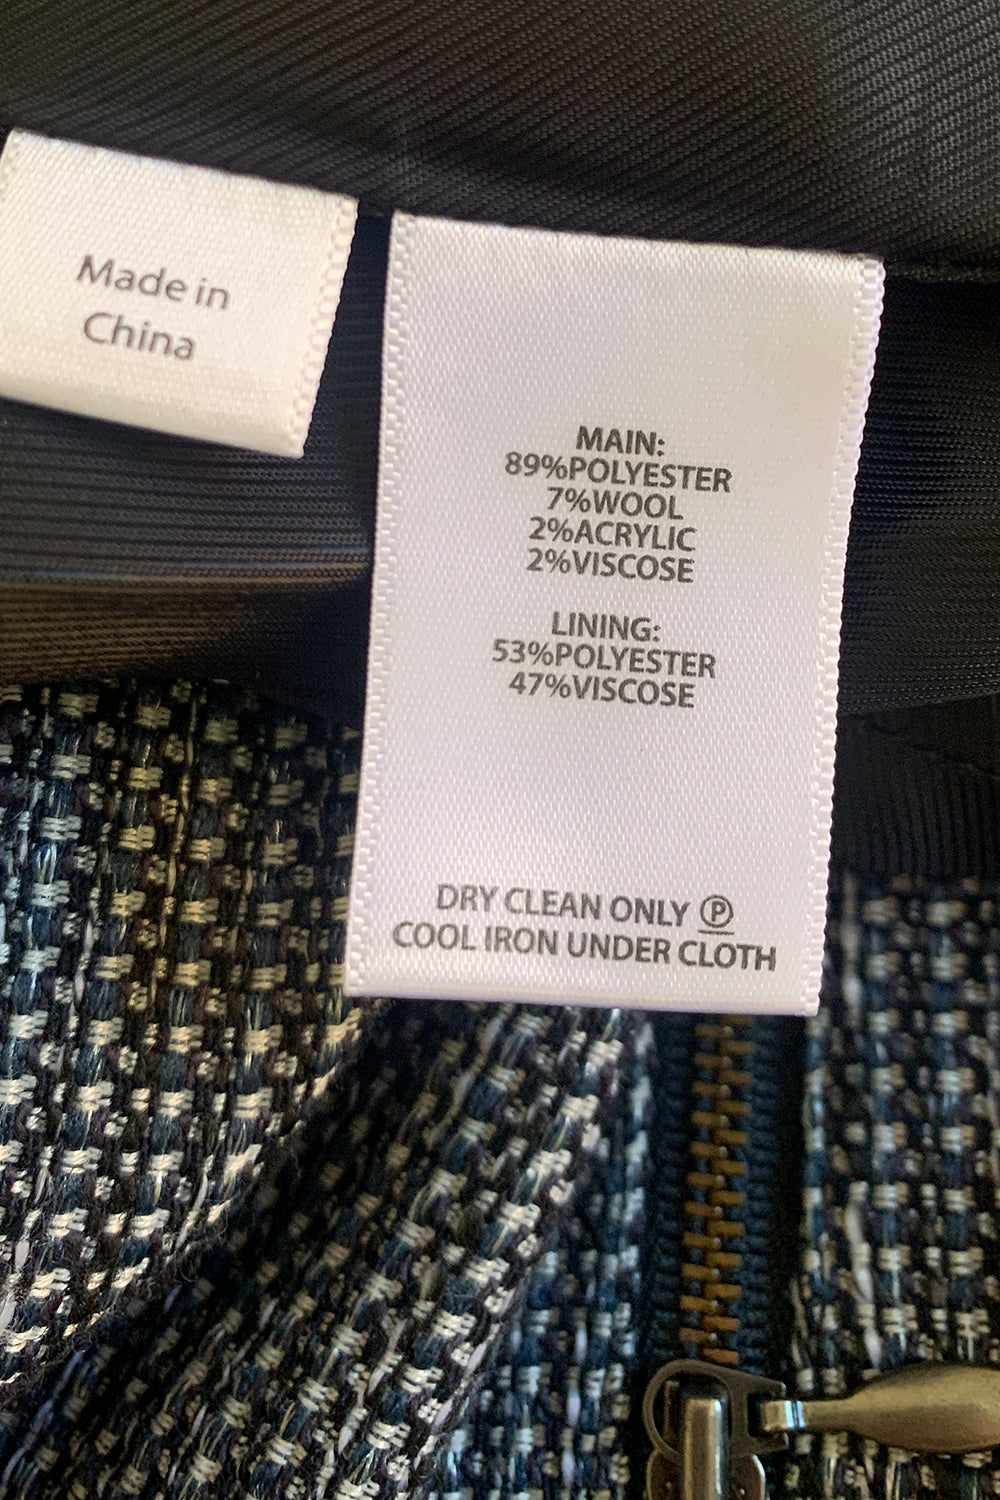 Made in
China
MAIN:
89%POLYESTER
7%WOOL
2%ACRYLIC
2%VISCOSE
LINING:
53%POLYESTER
47%VISCOSE
DRY CLEAN ONLY Ⓟ
COOL IRON UNDER CLOTH